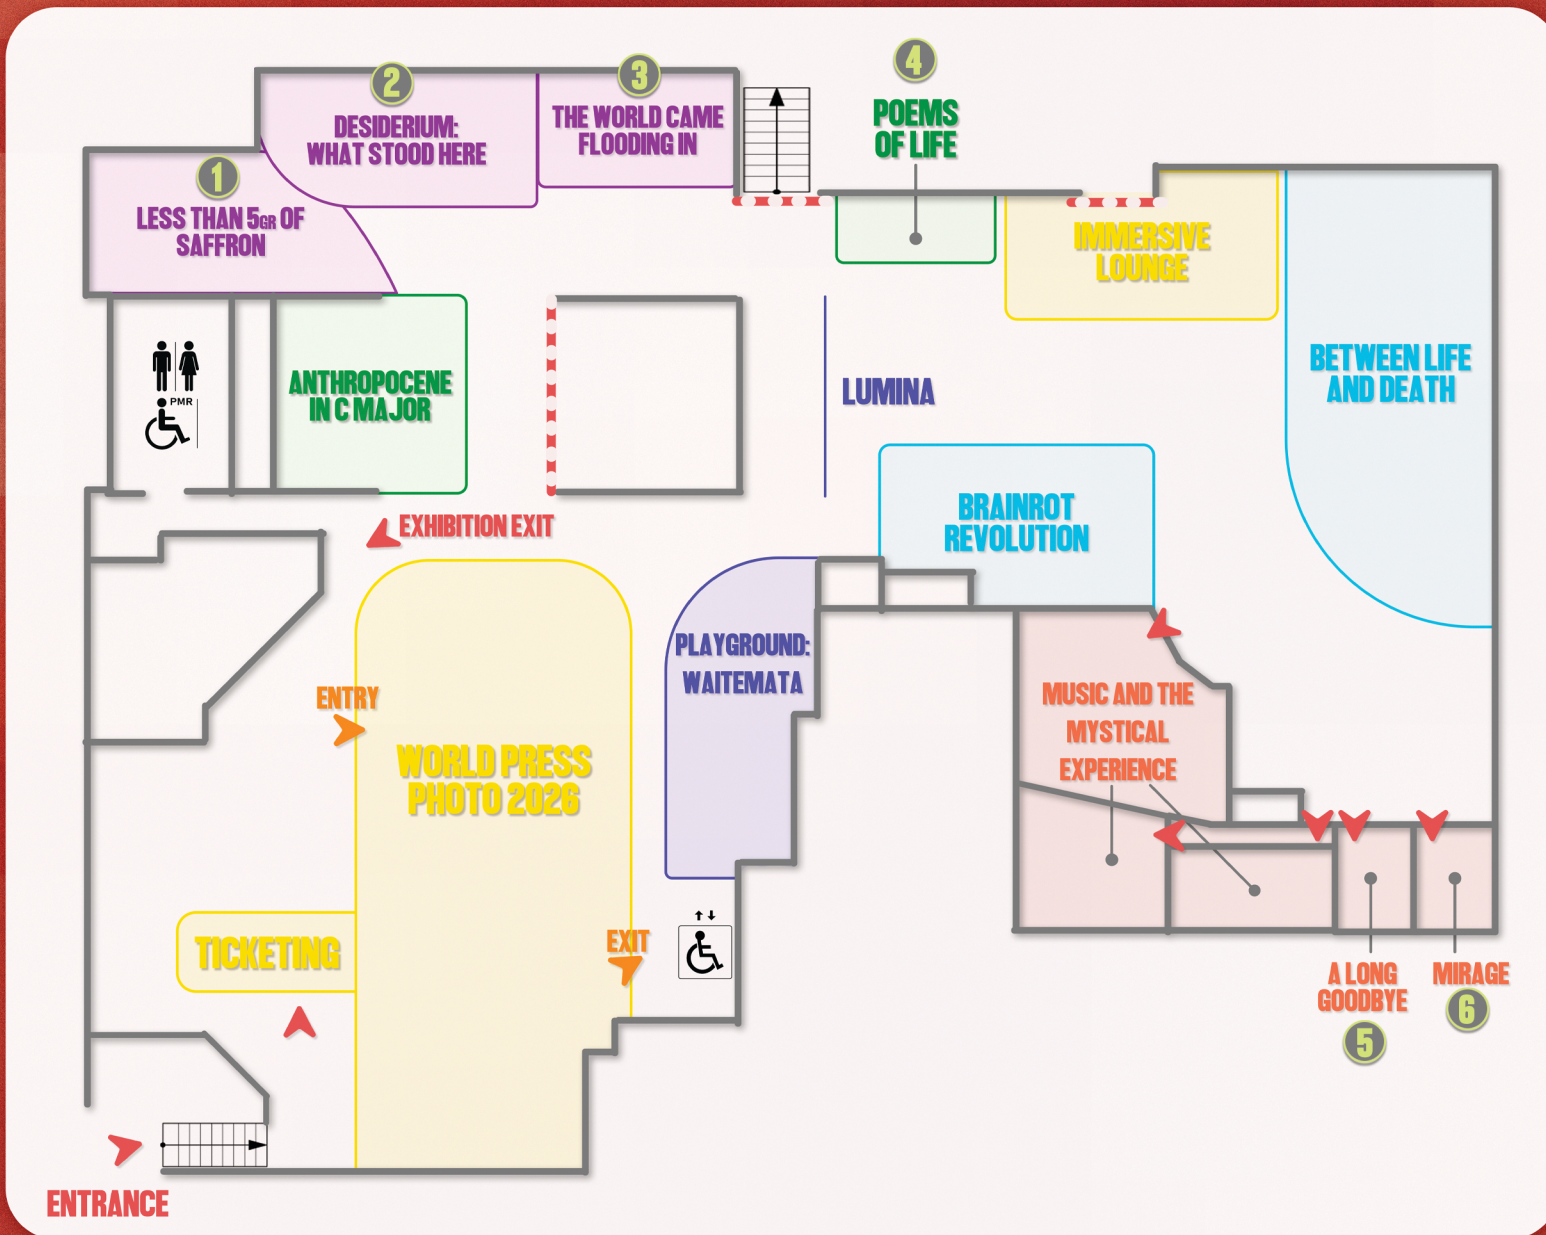 1
LESS THAN 5GR OF
SAFFRON
2
DESIDERIUM:
WHAT STOOD HERE
3
THE WORLD CAME
FLOODING IN
4
POEMS
OF LIFE
IMMERSIVE
LOUNGE
BETWEEN LIFE
AND DEATH
PMR
ANTHROPOCENE
IN C MAJOR
LUMINA
EXHIBITION EXIT
BRAINROT
REVOLUTION
PLAYGROUND:
WAITEMATA
ENTRY
WORLD PRESS
PHOTO 2026
MUSIC AND THE
MYSTICAL
EXPERIENCE
TICKETING
EXIT
A LONG
GOODBYE
5
MIRAGE
6
ENTRANCE